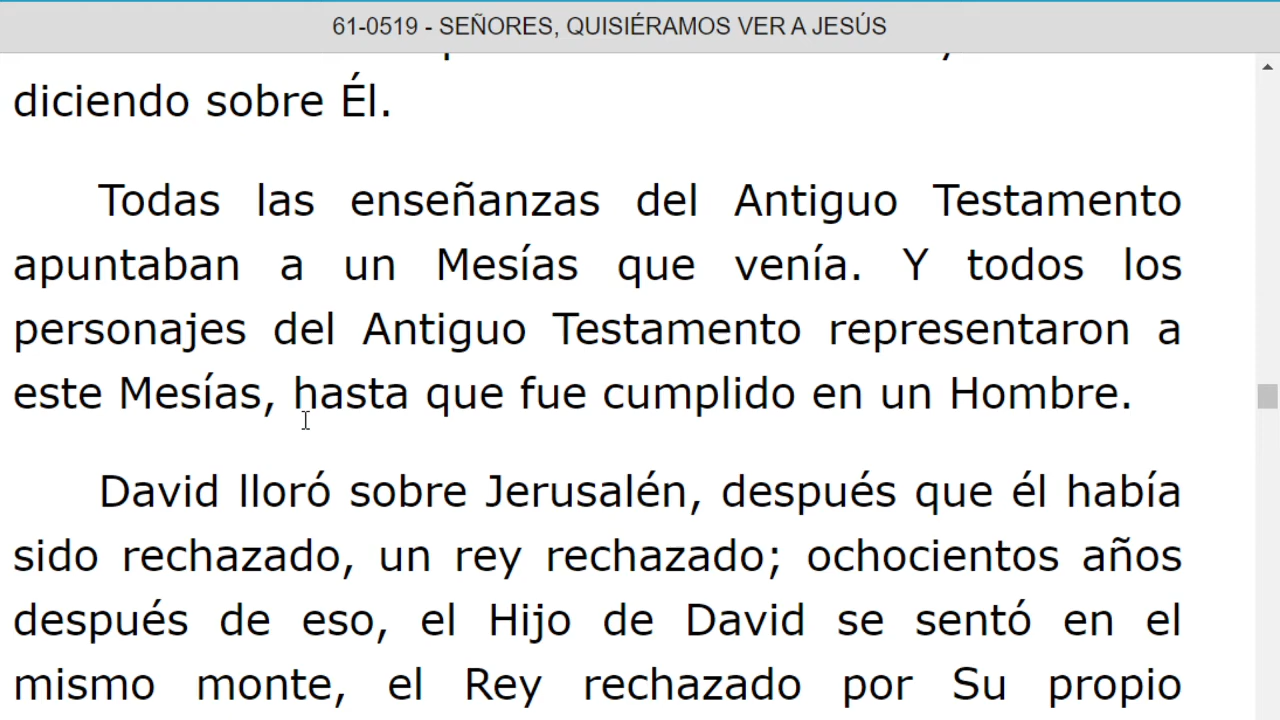 61-0519 - SEÑORES, QUISIÉRAMOS VER A JESÚS
diciendo sobre Él.
Todas las enseñanzas del Antiguo Testamento
apuntaban a un Mesías que venía. Y todos los
personajes del Antiguo Testamento representaron a
este Mesías, hasta que fue cumplido en un Hombre.
David lloró sobre Jerusalén, después que él había
sido rechazado, un rey rechazado; ochocientos años
después de eso, el Hijo de David se sentó en el
mismo monte, el Rey rechazado por Su propio